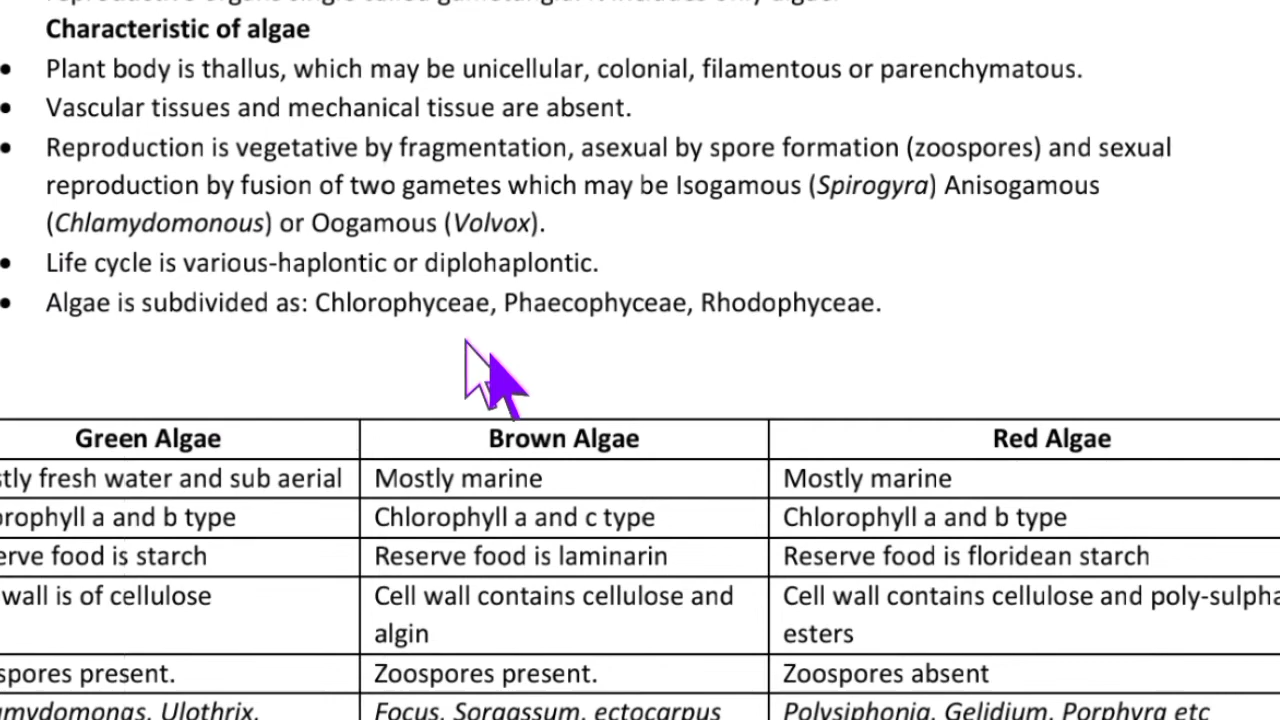 Characteristic of algae
• Plant body is thallus, which may be unicellular, colonial, filamentous or parenchymatous.
• Vascular tissues and mechanical tissue are absent.
• Reproduction is vegetative by fragmentation, asexual by spore formation (zoospores) and sexual
reproduction by fusion of two gametes which may be Isogamous (Spirogyra) Anisogamous
(Chlamydomonous) or Oogamous (Volvox).
• Life cycle is various-haplontic or diplohaplontic.
• Algae is subdivided as: Chlorophyceae, Phaecophyceae, Rhodophyceae.
Green Algae Brown Algae Red Algae
fresh water and sub aerial Mostly marine Mostly marine
a and b type Chlorophyll a and c type Chlorophyll a and b type
food is starch Reserve food is laminarin Reserve food is floridean starch
wall is of cellulose Cell wall contains cellulose and Cell wall contains cellulose and poly-sulpha
algin esters
present. Zoospores present. Zoospores absent
Ulothrix, Focus, Sorgassum, ectocarpus Polysiphonia, Gelidium, Porphyra etc